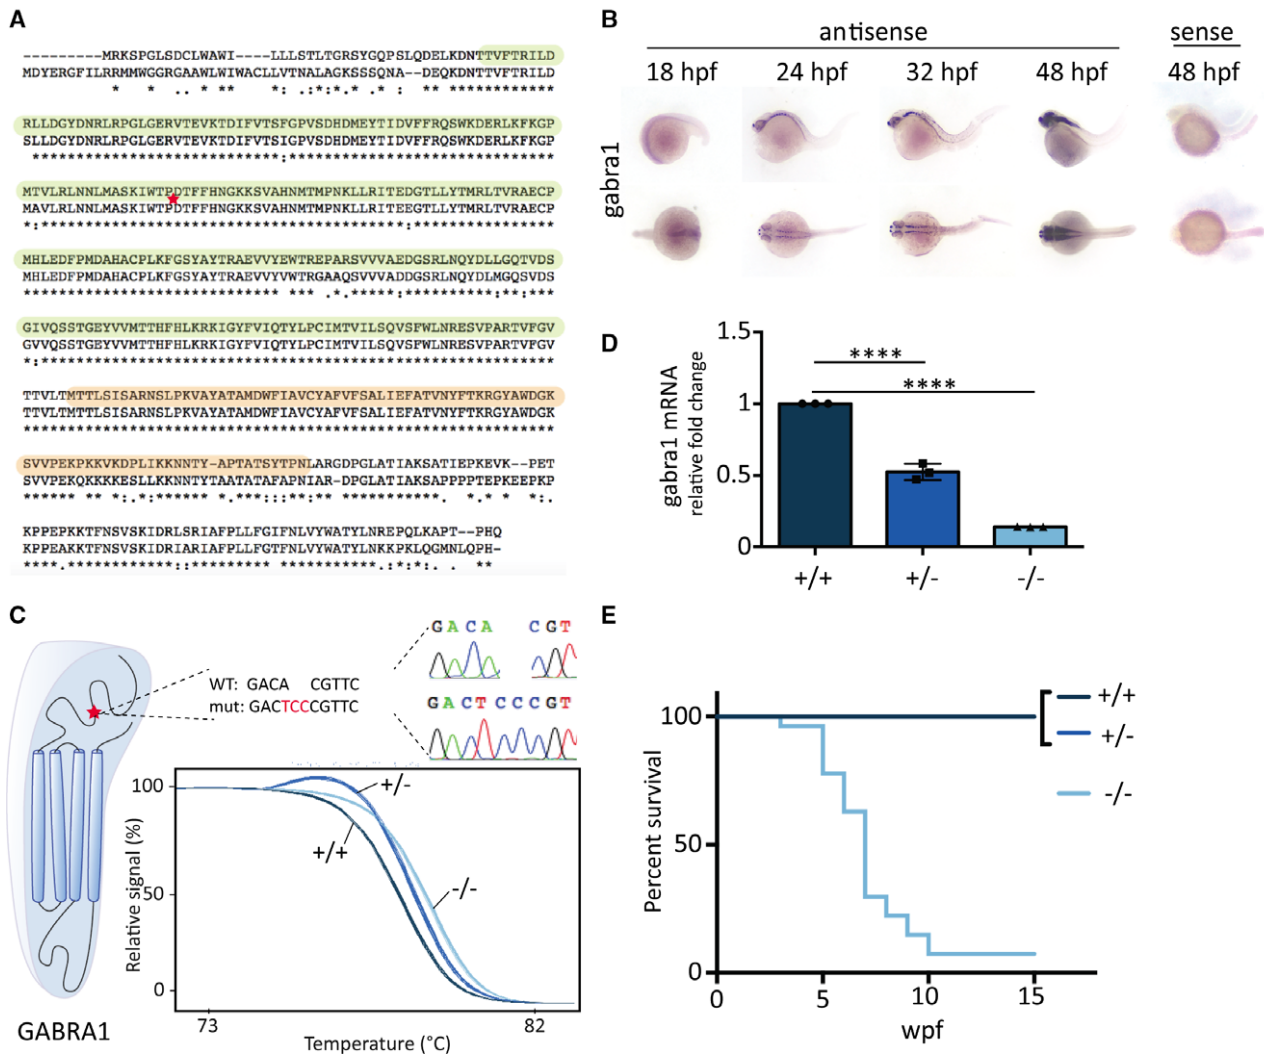 A
---------MRKSPGLSDCLWAWI----LLLSTLTGRSYGQPSLQDELKDNTTVFTRILD
MDYERGFILRRMMWGGRGAAWLWIWACLLVTNALAGKSSSQNA--DEQKDNTTVFTRILD
RLLDGYDNRLRPGLGERVTEVKTDIFVTSFGPVSDHDMEYTIDVFFRQSWKDERLKFKGP
SLLDGYDNRLRPGLGERVTEVKTDIFVTSIGPVSDHDMEYTIDVFFRQSWKDERLKFKGP
MTVLRLNNLMASKIWTPDTFFHNGKKSVAHNMTMPNKLLRITEDGTLLYTMRLTVRAECP
MAVLRLNNLMASKIWTPDTFFHNGKKSVAHNMTMPNKLLRITEEGTLLYTMRLTVRAECP
MHLEDFPMDAHACPLKFGSYAYTRAEVVYEWTREPARSVVVAEDGSRLNQYDLLGQTVDS
MHLEDFPMDAHACPLKFGSYAYTRAEVVYVWTRGAAQSVVVADDGSRLNQYDLMGQSVDS
GIVQSSTGEYVVMTTHFHLKRKIGYFVIQTYLPCIMTVILSQVSFWLNRESVPARTVFGV
GVVQSSTGEYVVMTTHFHLKRKIGYFVIQTYLPCIMTVILSQVSFWLNRESVPARTVFGV
TTVLTMTTLSISARNSLPKVAYATAMDWFIAVCYAFVFSALIEFATVNYFTKRGYAWDGK
TTVLTMTTLSISARNSLPKVAYATAMDWFIAVCYAFVFSALIEFATVNYFTKRGYAWDGK
SVVPEKPKKVKDPLIKKNNTY-APTATSYTPNLARGDPGLATIAKSATIEPKEVK--PET
SVVPEKQKKKKESLLKKNNTYTAATATAFAPNIAR-DPGLATIAKSAPPPTEPKEEPKP
KPPEPKKTFNSVSKIDRLSRIAFPLLFGIFNLVYWATYLNREPQLKAPT--PHQ
KPPEAKKTFNSVSKIDRIARIAFPLLFGTFNLVYWATYLNKKPKLQGMNLQPH-
B
antisense
sense
18 hpf
24 hpf
32 hpf
48 hpf
48 hpf
gabra1
C
WT: GACA CGTTC
mut: GACTCCCGTTC
GACA CGT
GACTCCCGT
GABRA1
Relative signal (%)
100
50
0
+/-
+/+
-/-
73
82
Temperature (°C)
D
gabra1 mRNA
relative fold change
1.5
1
0.5
0
****
****
+/+
+/-
-/-
E
Percent survival
100
50
0
0
5
10
15
wpf
+/+
+/-
-/-